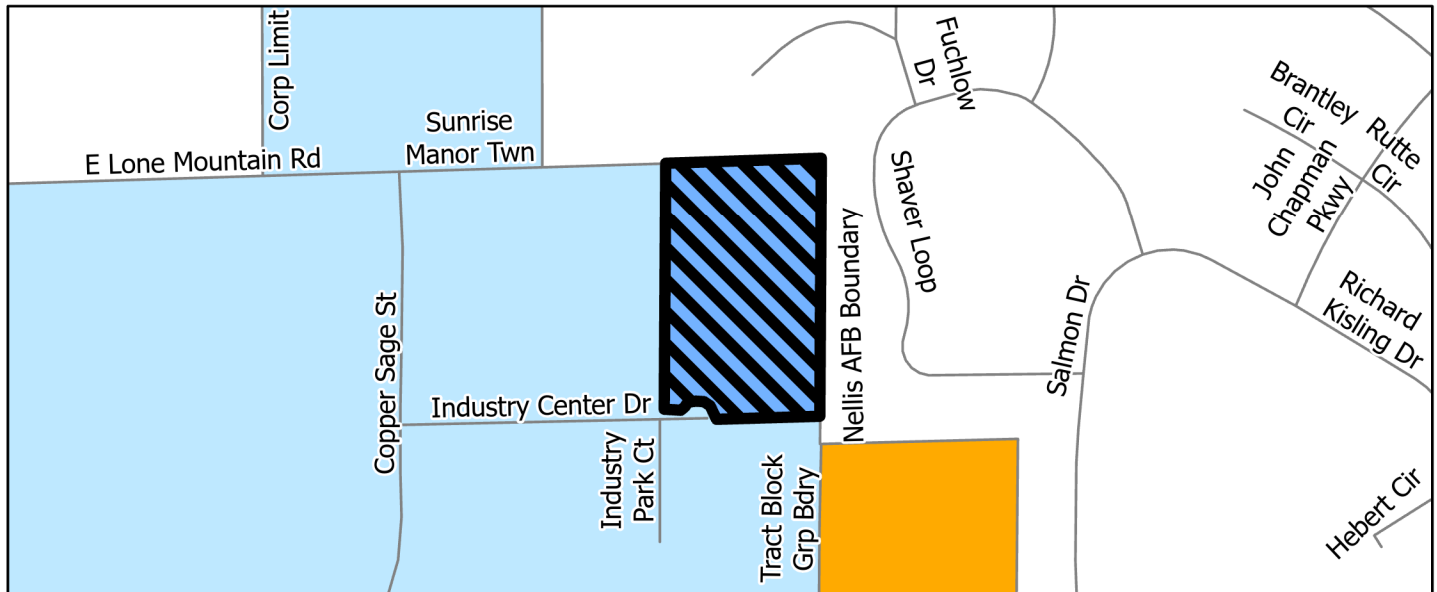 Corp Limit
Sunrise
Manor Twn
E Lone Mountain Rd
Fuchlow
Dr
Brantley
Cir
Rutte
Cir
John
Chapman
Pkwy
Shaver Loop
Nellis AFB Boundary
Salmon Dr
Richard
Kisling Dr
Copper Sage St
Industry Center Dr
Industry
Park Ct
Tract Block
Grp Bdry
Hebert Cir